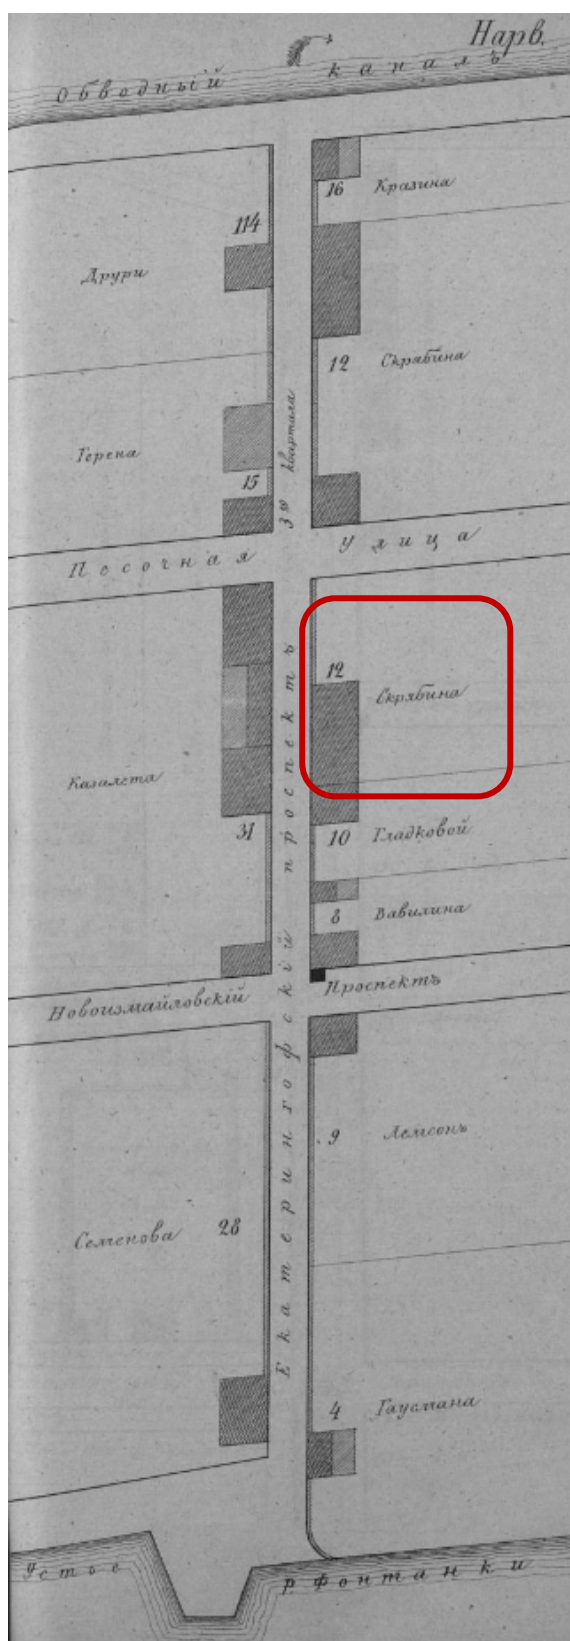 Нарв.
Обводный каналъ
16 Кразина
114
Друри
12 Скрябина
Герена
15
3го квартала
Песочная Улица
12 Скрябина
Казалета
31
10 Гладковой
8 Вавилина
Новоизмайловскій Проспектъ
Екатерингофскій проспектъ
9 Лемсонъ
Семенова 28
4 Гаусмана
Устье Р. Фонтанки